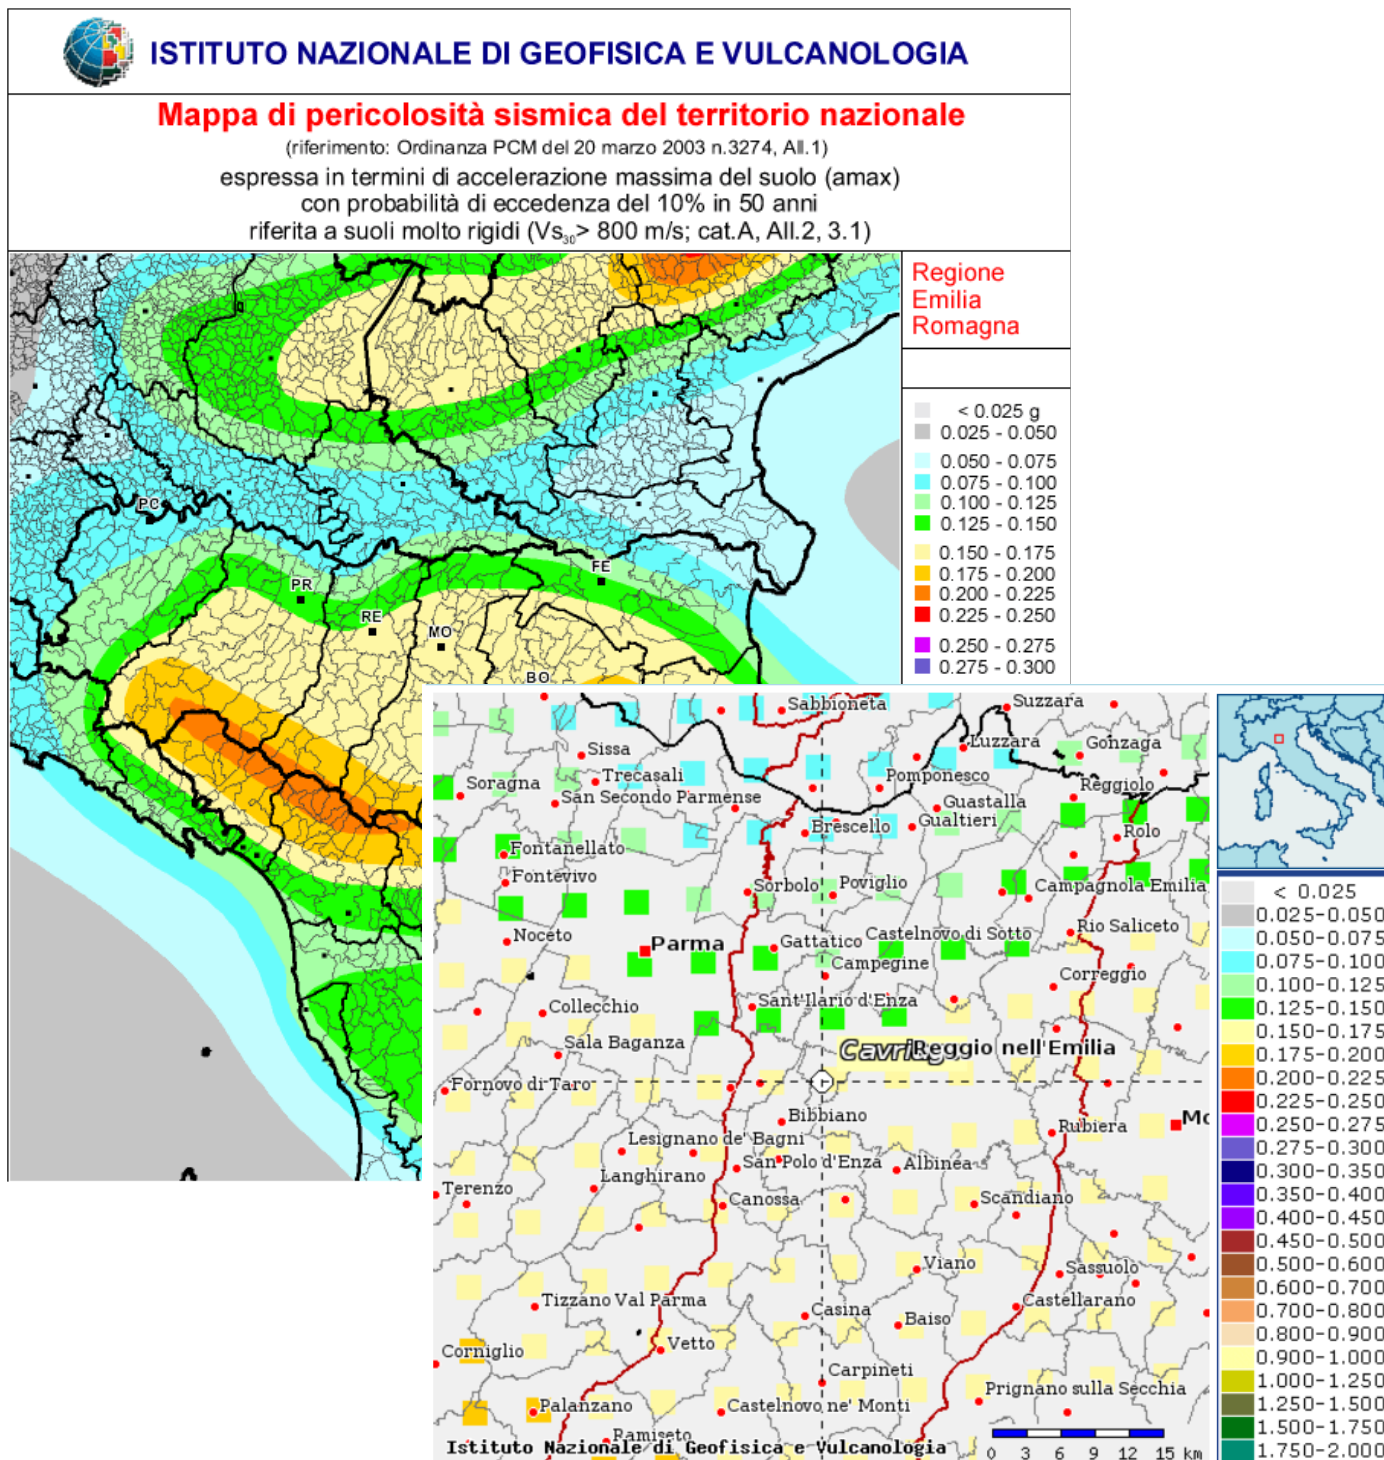 ISTITUTO NAZIONALE DI GEOFISICA E VULCANOLOGIA
Mappa di pericolosità sismica del territorio nazionale
(riferimento: Ordinanza PCM del 20 marzo 2003 n.3274, All.1)
espressa in termini di accelerazione massima del suolo (amax)
con probabilità di eccedenza del 10% in 50 anni
riferita a suoli molto rigidi (Vs30> 800 m/s; cat.A, All.2, 3.1)
Regione
Emilia
Romagna
< 0.025 g
0.025 - 0.050
0.050 - 0.075
0.075 - 0.100
0.100 - 0.125
0.125 - 0.150
0.150 - 0.175
0.175 - 0.200
0.200 - 0.225
0.225 - 0.250
0.250 - 0.275
0.275 - 0.300
PC
PR
RE
MO
FE
BO
Sabbioneta
Suzzara
Sissa
Luzzara
Gonzaga
Soragna
Trecasali
Pomponesco
Reggiolo
San Secondo Parmense
Guastalla
Brescello
Gualtieri
Rolo
Fontanellato
Fontevivo
Sorbolo
Poviglio
Campagnola Emilia
Noceto
Parma
Gattatico
Castelnovo di Sotto
Rio Saliceto
Campegine
Correggio
Collecchio
Sant'Ilario d'Enza
Sala Baganza
Reggio nell'Emilia
Fornovo di Taro
Bibbiano
Rubiera
Mo
Lesignano de' Bagni
San Polo d'Enza
Albinea
Terenzo
Langhirano
Canossa
Scandiano
Viano
Sassuolo
Tizzano Val Parma
Casina
Baiso
Castellarano
Corniglio
Vetto
Carpineti
Prignano sulla Secchia
Palanzano
Castelnovo ne' Monti
Ramiseto
Istituto Nazionale di Geofisica e Vulcanologia
0 3 6 9 12 15 km
< 0.025
0.025-0.050
0.050-0.075
0.075-0.100
0.100-0.125
0.125-0.150
0.150-0.175
0.175-0.200
0.200-0.225
0.225-0.250
0.250-0.275
0.275-0.300
0.300-0.350
0.350-0.400
0.400-0.450
0.450-0.500
0.500-0.600
0.600-0.700
0.700-0.800
0.800-0.900
0.900-1.000
1.000-1.250
1.250-1.500
1.500-1.750
1.750-2.000